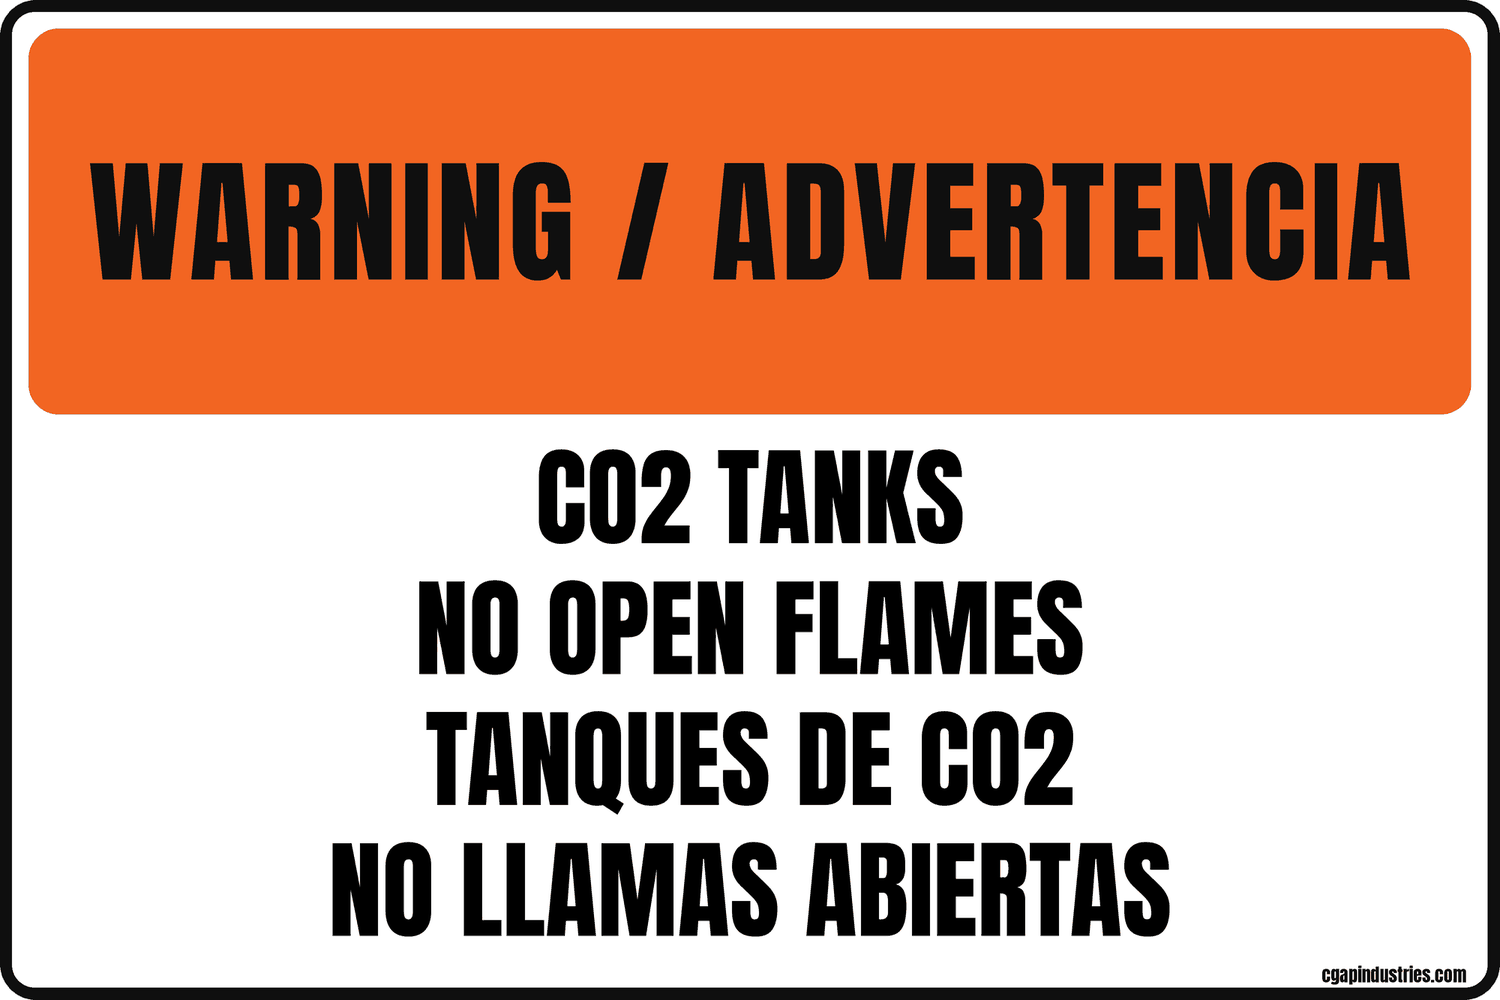 WARNING / ADVERTENCIA
CO2 TANKS
NO OPEN FLAMES
TANQUES DE CO2
NO LLAMAS ABIERTAS
cgapindustries.com